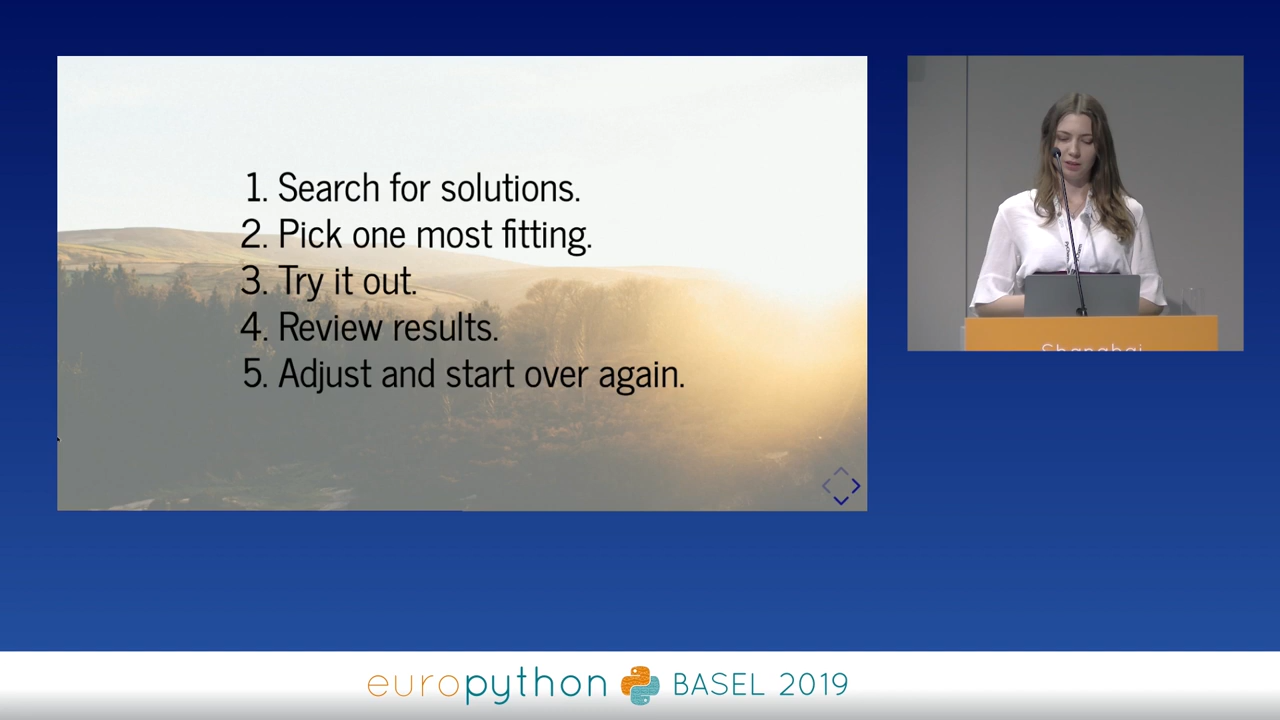 1. Search for solutions.
2. Pick one most fitting.
3. Try it out.
4. Review results.
5. Adjust and start over again.
Shanghai
europython BASEL 2019